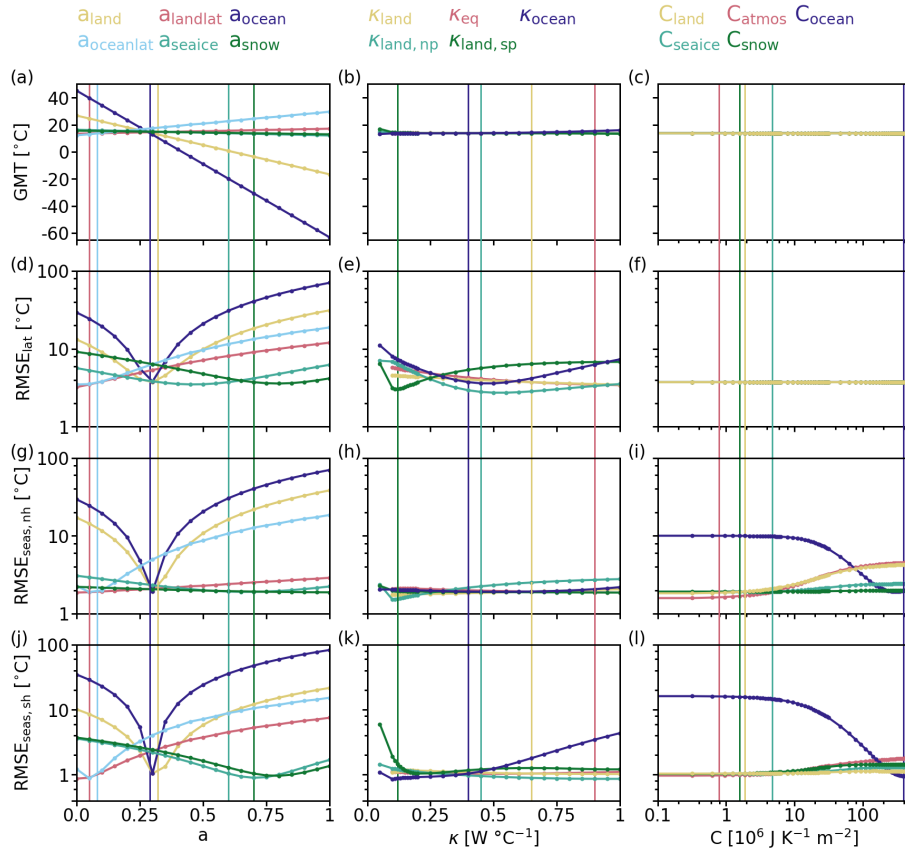 a_land a_landlat a_ocean
a_oceanlat a_seaice a_snow
κ_land κ_eq κ_ocean
κ_land,np κ_land,sp
C_land C_atmos C_ocean
C_seaice C_snow
(a) (b) (c)
GMT [°C]
40
20
0
-20
-40
-60
(d) (e) (f)
RMSE_lat [°C]
100
10
1
(g) (h) (i)
RMSE_seas,nh [°C]
100
10
1
(j) (k) (l)
RMSE_seas,sh [°C]
100
10
1
0.00 0.25 0.50 0.75 1
a
0.0 0.25 0.50 0.75 1
κ [W °C⁻¹]
0.1 1 10 100
C [10⁶ J K⁻¹ m⁻²]